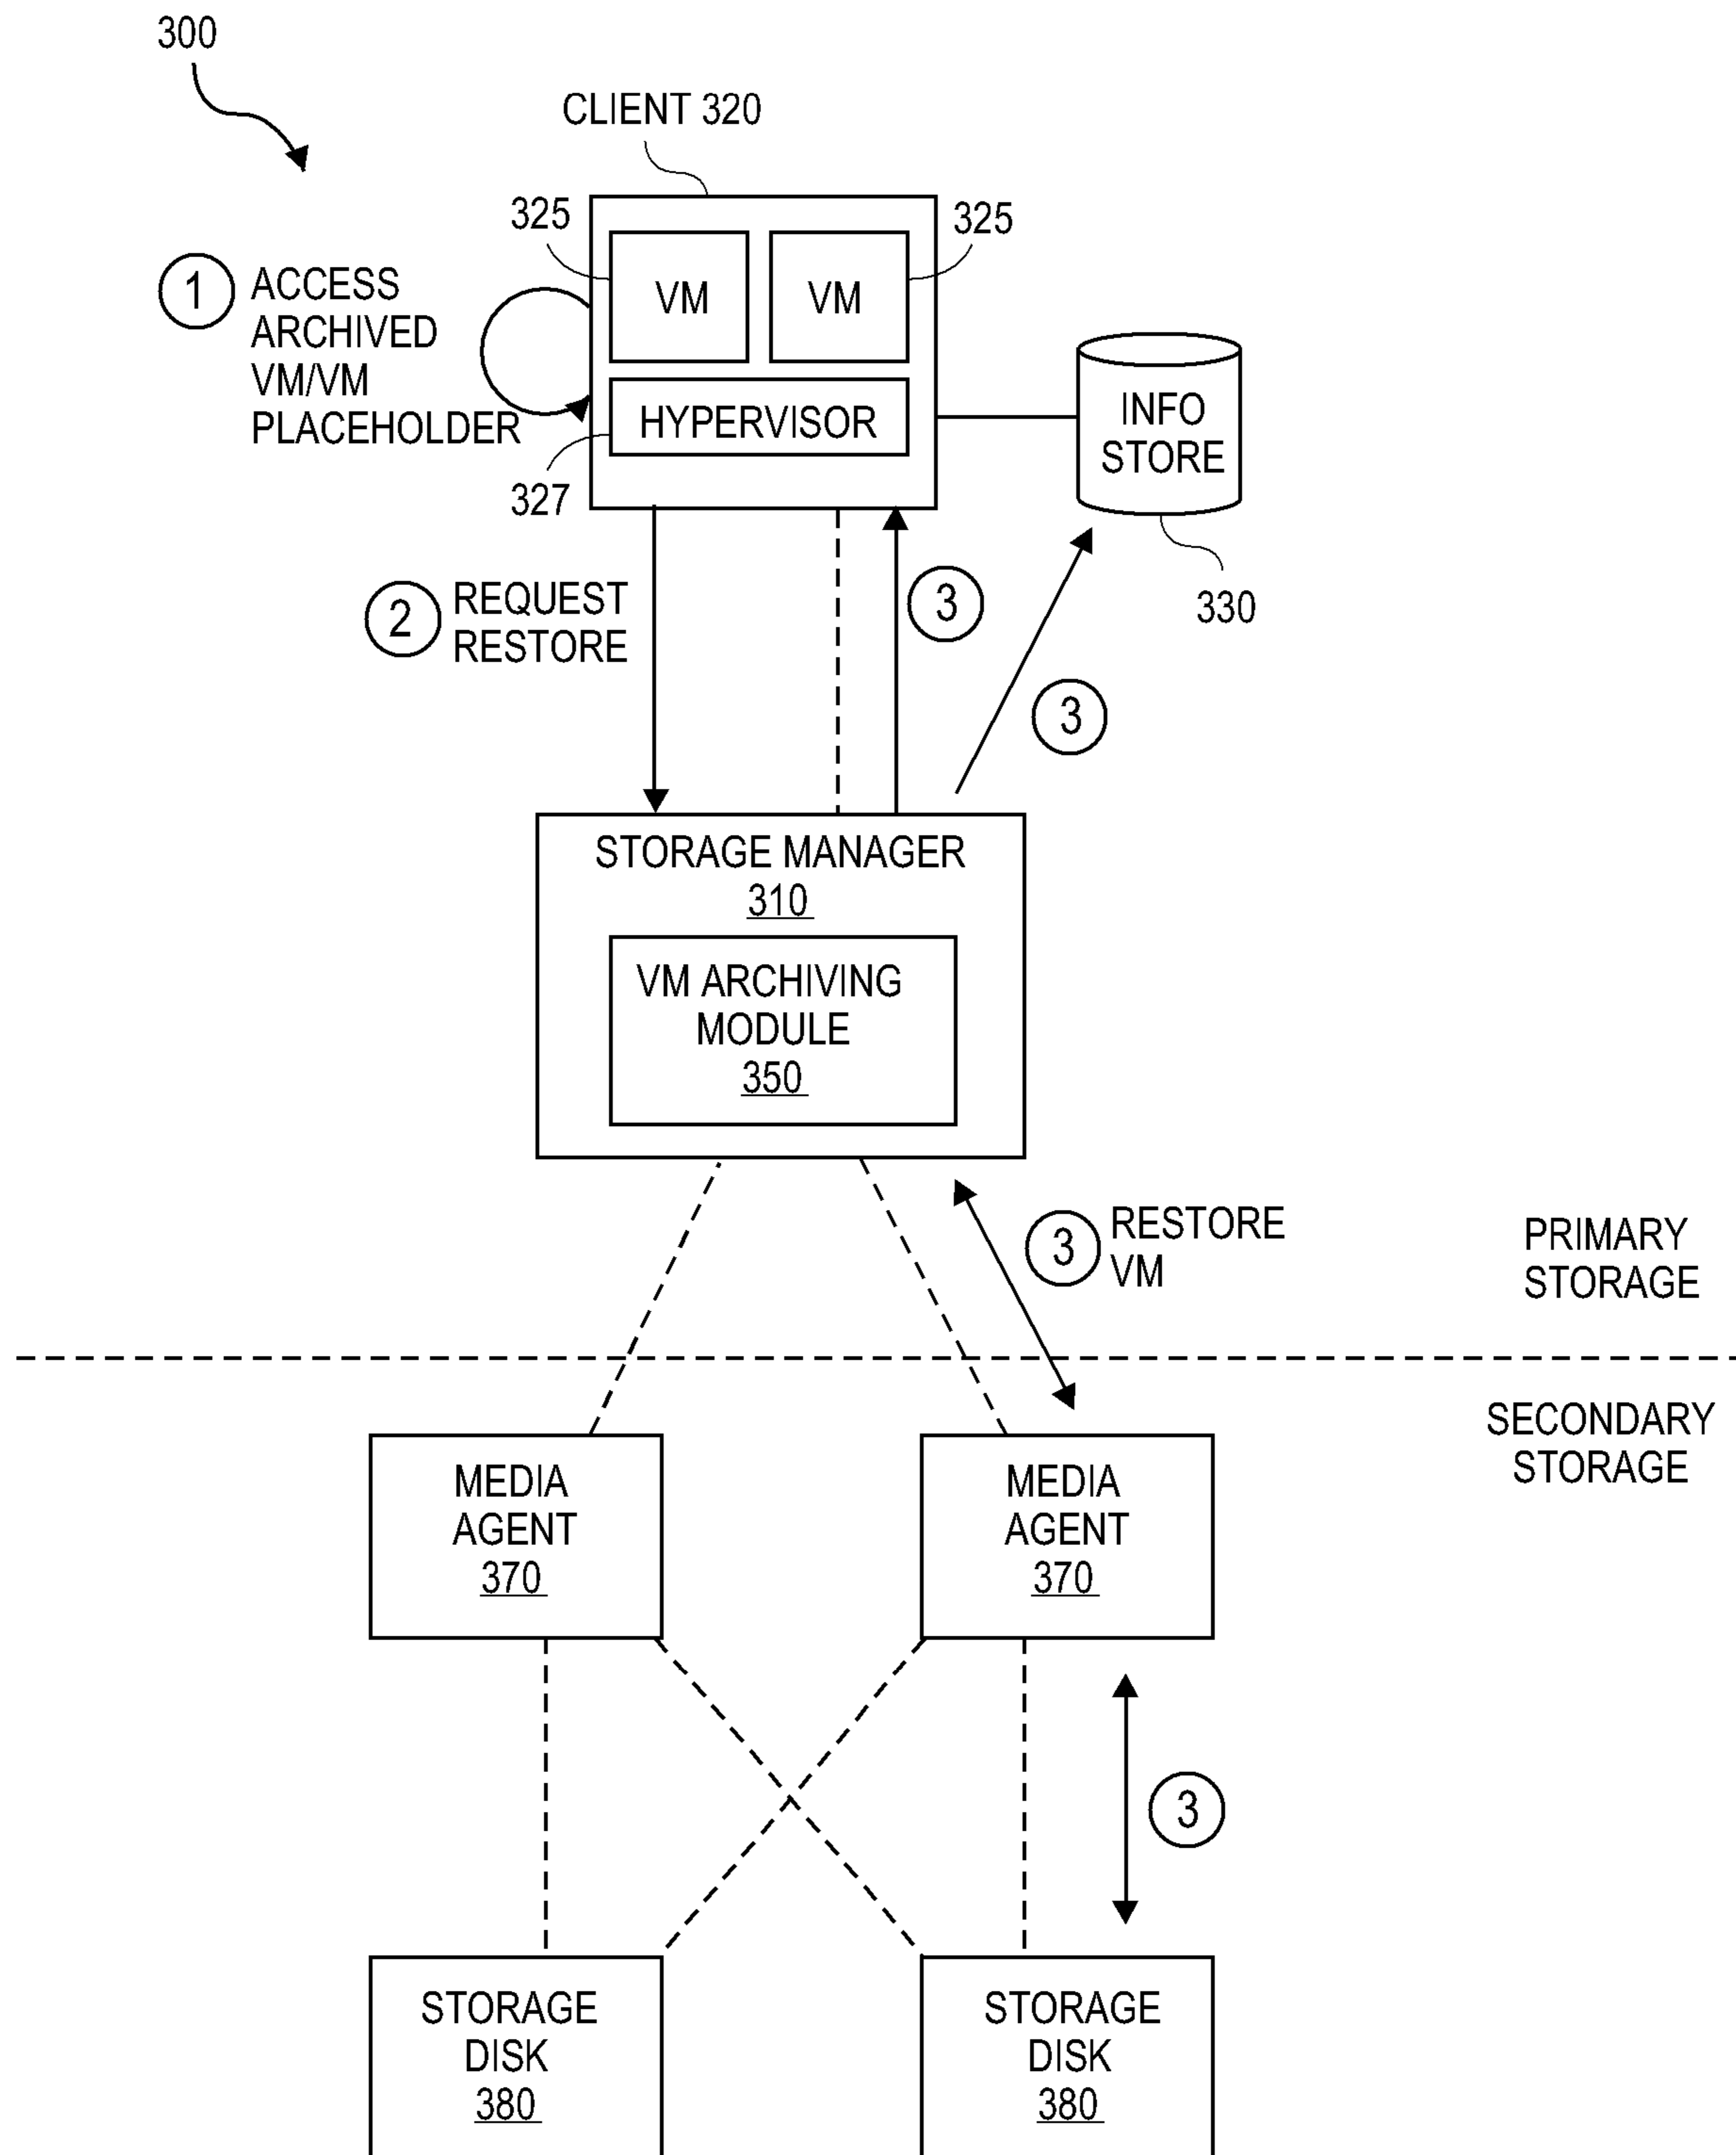 300
CLIENT 320
325
325
VM
VM
1
ACCESS
ARCHIVED
VM/VM
PLACEHOLDER
HYPERVISOR
327
INFO
STORE
330
2
REQUEST
RESTORE
3
3
STORAGE MANAGER
310
VM ARCHIVING
MODULE
350
3
RESTORE
VM
PRIMARY
STORAGE
SECONDARY
STORAGE
MEDIA
AGENT
370
MEDIA
AGENT
370
3
STORAGE
DISK
380
STORAGE
DISK
380